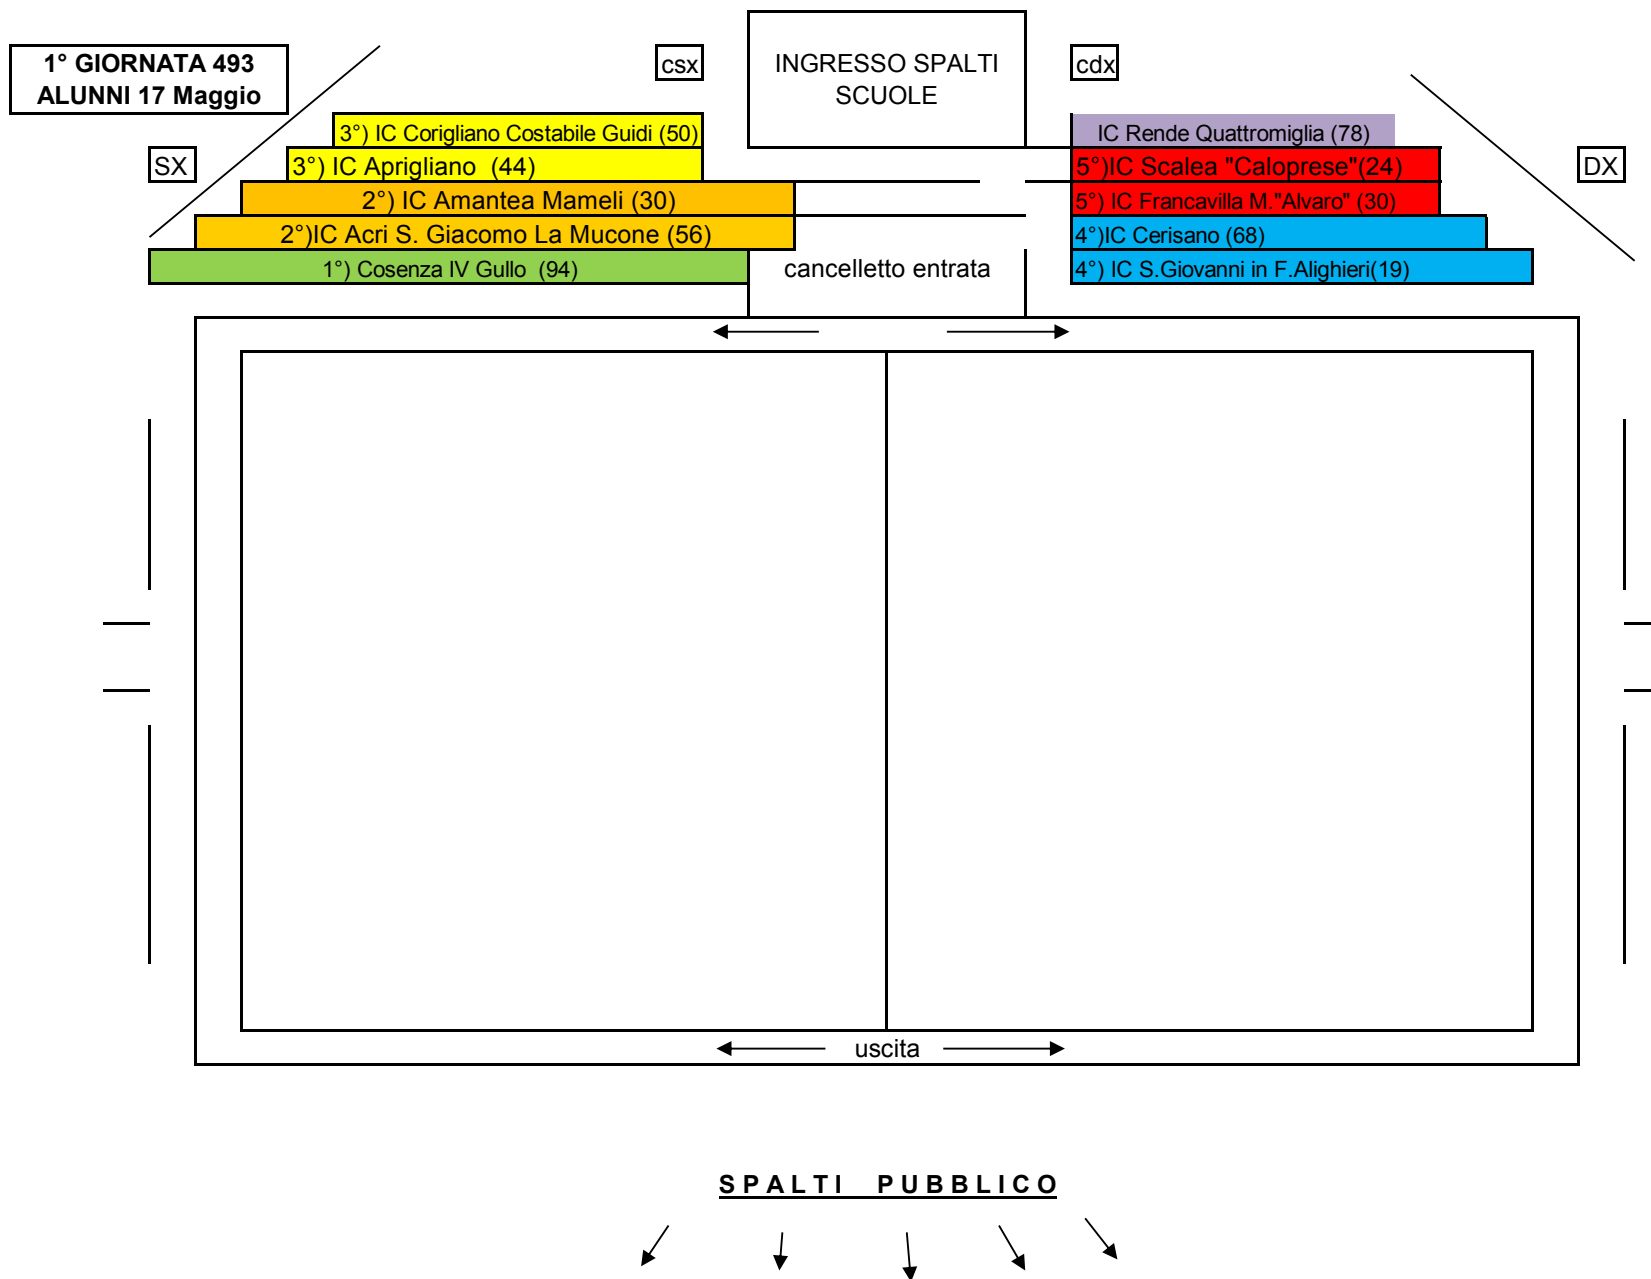 1° GIORNATA 493
ALUNNI 17 Maggio
csx
INGRESSO SPALTI
SCUOLE
cdx
SX
DX
3°) IC Corigliano Costabile Guidi (50)
3°) IC Aprigliano (44)
2°) IC Amantea Mameli (30)
2°)IC Acri S. Giacomo La Mucone (56)
1°) Cosenza IV Gullo (94)
cancelletto entrata
IC Rende Quattromiglia (78)
5°)IC Scalea "Caloprese"(24)
5°) IC Francavilla M."Alvaro" (30)
4°)IC Cerisano (68)
4°) IC S.Giovanni in F.Alighieri(19)
uscita
SPALTI PUBBLICO